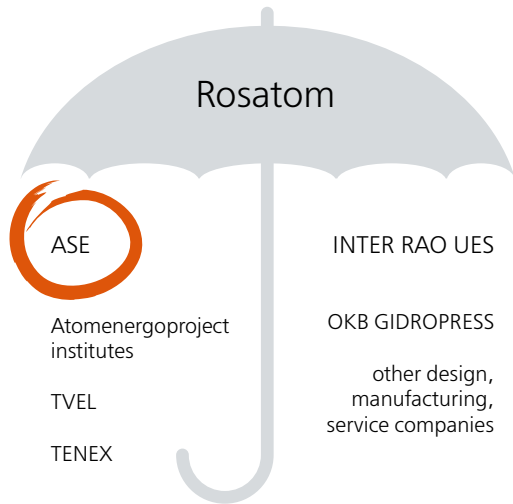 Rosatom
ASE
Atomenergoproject
institutes
TVEL
TENEX
INTER RAO UES
OKB GIDROPRESS
other design,
manufacturing,
service companies